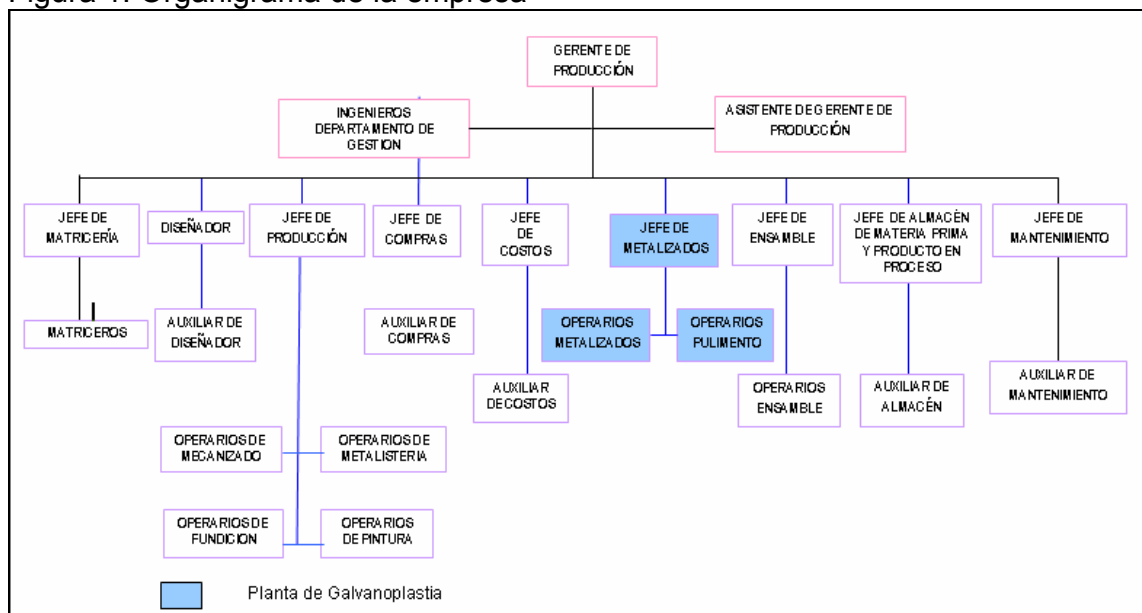 Figura 1. Organigrama de la empresa
GERENTE DE
PRODUCCIÓN
INGENIEROS
DEPARTAMENTO DE
GESTION
ASISTENTE DE GERENTE DE
PRODUCCIÓN
JEFE DE
MATRICERÍA
DISEÑADOR
JEFE DE
PRODUCCIÓN
JEFE DE
COMPRAS
JEFE
DE
COSTOS
JEFE DE
METALIZADOS
JEFE DE
ENSAMBLE
JEFE DE ALMACÉN
DE MATERIA PRIMA
Y PRODUCTO EN
PROCESO
JEFE DE
MANTENIMIENTO
MATRICEROS
AUXILIAR DE
DISEÑADOR
AUXILIAR DE
COMPRAS
OPERARIOS
METALIZADOS
OPERARIOS
PULIMENTO
AUXILIAR
DE COSTOS
OPERARIOS
ENSAMBLE
AUXILIAR DE
ALMACÉN
AUXILIAR DE
MANTENIMIENTO
OPERARIOS DE
MECANIZADO
OPERARIOS DE
METALISTERIA
OPERARIOS DE
FUNDICION
OPERARIOS
DE PINTURA
Planta de Galvanoplastia